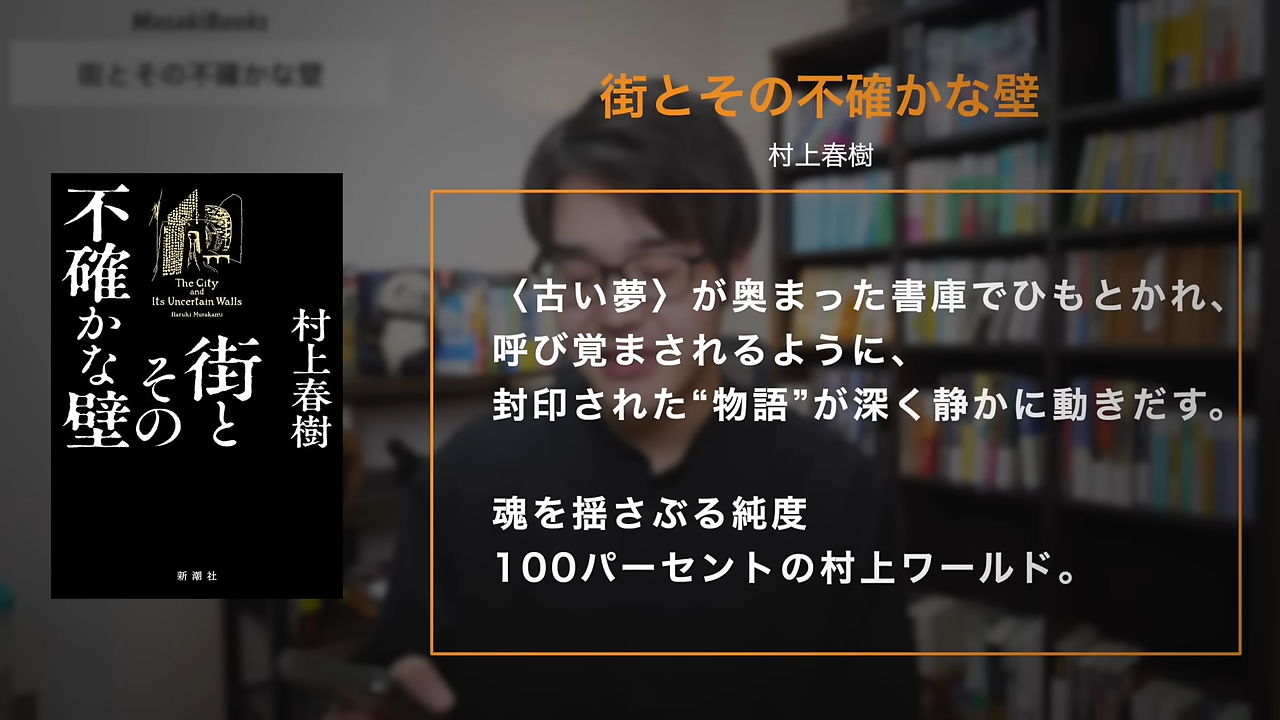 MasakiBooks
街とその不確かな壁
街とその不確かな壁
村上春樹
〈古い夢〉が奥まった書庫でひもとかれ、
呼び覚まされるように、
封印された“物語”が深く静かに動きだす。
魂を揺さぶる純度
100パーセントの村上ワールド。
村上春樹
街と
その
不確かな壁
The City
and
Its Uncertain Walls
Haruki Murakami
新潮社